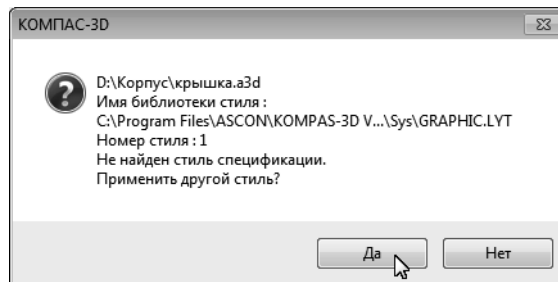 КОМПАС-3D
D:\Корпус\крышка.a3d
Имя библиотеки стиля :
C:\Program Files\ASCON\KOMPAS-3D V...\Sys\GRAPHIC.LYT
Номер стиля : 1
Не найден стиль спецификации.
Применить другой стиль?
Да
Нет